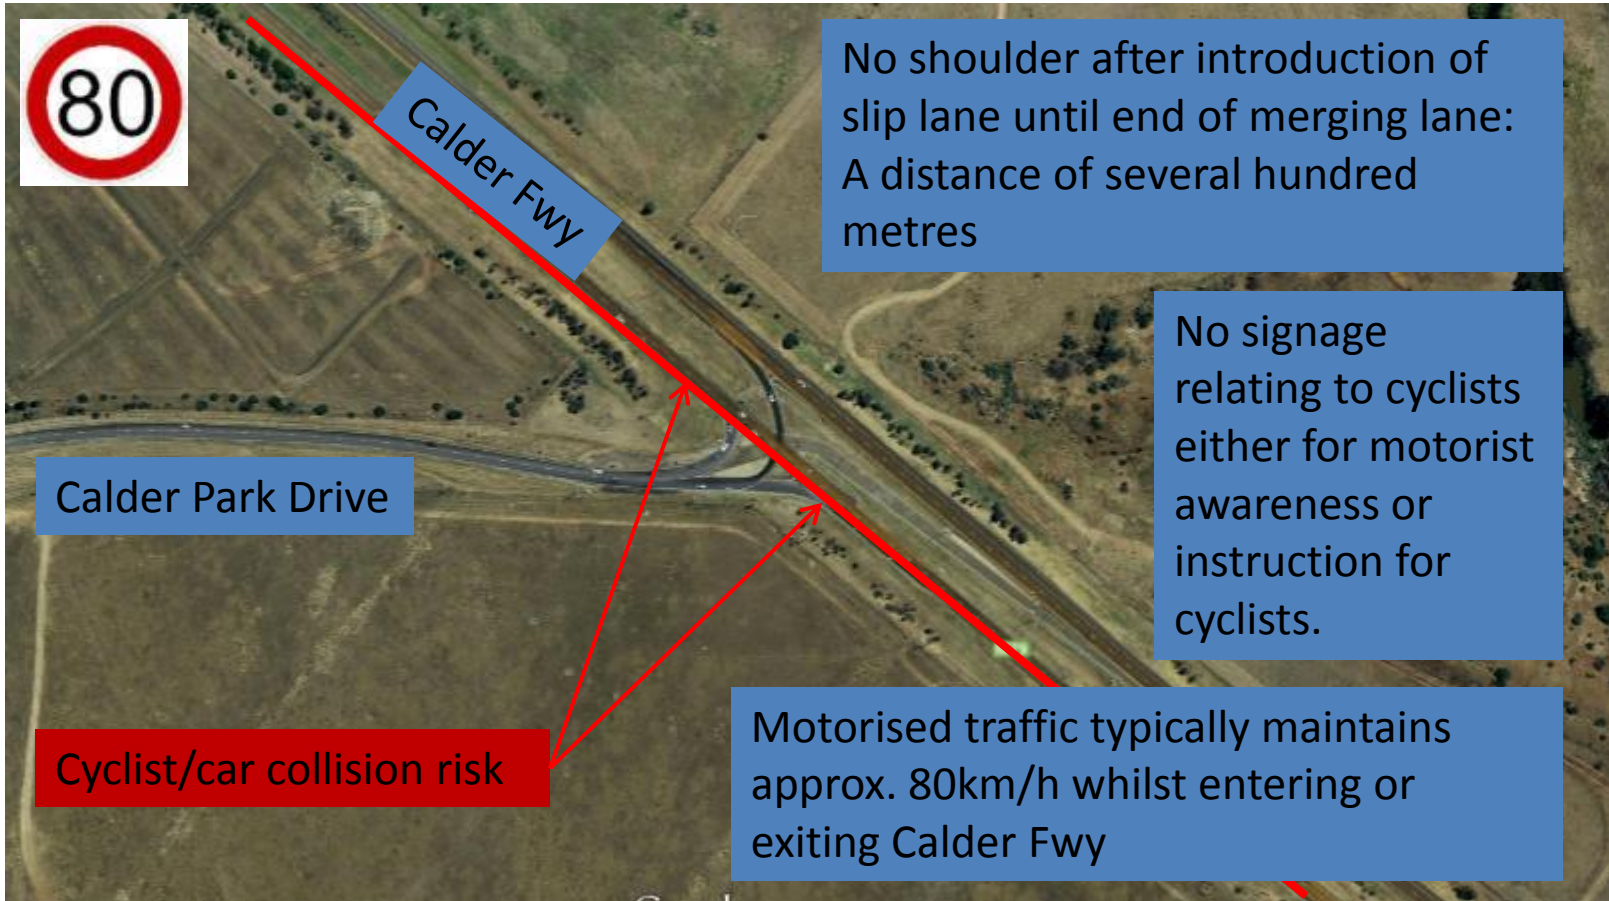 80
Calder Fwy
No shoulder after introduction of
slip lane until end of merging lane:
A distance of several hundred
metres
No signage
relating to cyclists
either for motorist
awareness or
instruction for
cyclists.
Calder Park Drive
Cyclist/car collision risk
Motorised traffic typically maintains
approx. 80km/h whilst entering or
exiting Calder Fwy